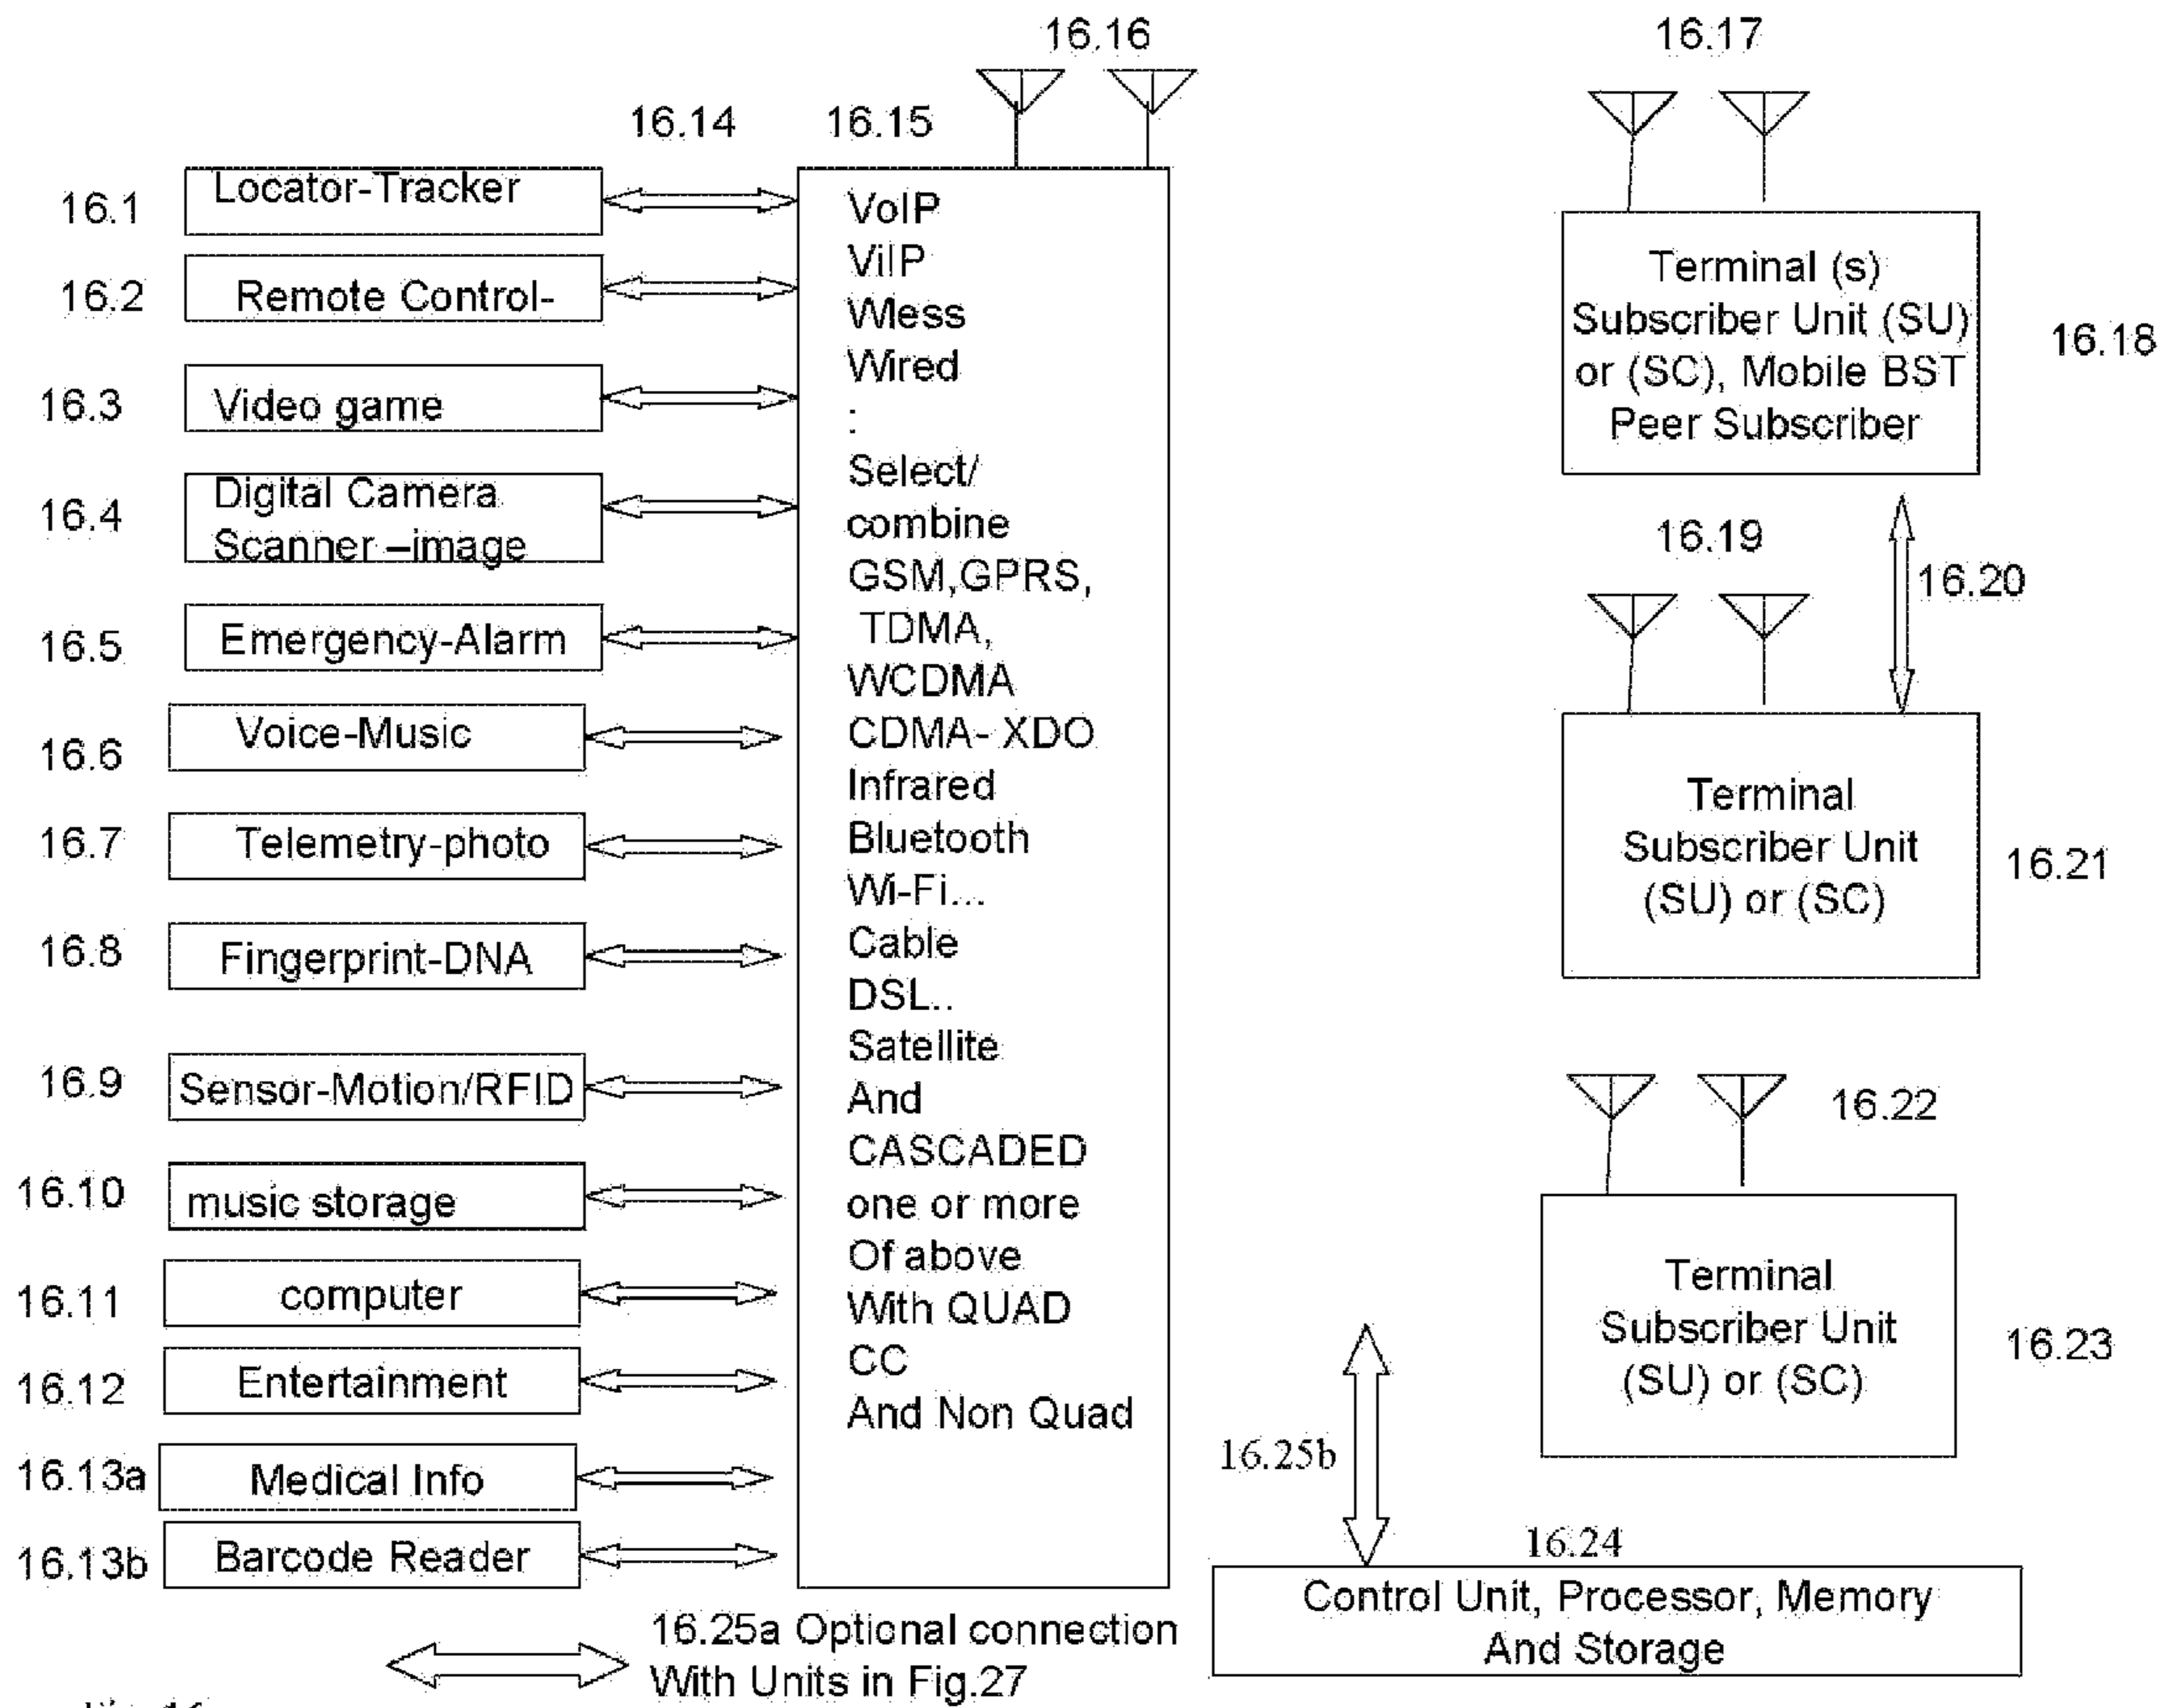 16.16
16.17
16.14
16.15
16.1
Locator-Tracker
16.2
Remote Control-
16.3
Video game
16.4
Digital Camera
Scanner –image
16.5
Emergency-Alarm
16.6
Voice-Music
16.7
Telemetry-photo
16.8
Fingerprint-DNA
16.9
Sensor-Motion/RFID
16.10
music storage
16.11
computer
16.12
Entertainment
16.13a
Medical Info
16.13b
Barcode Reader
VoIP
ViIP
Wless
Wired
:
Select/
combine
GSM,GPRS,
TDMA,
WCDMA
CDMA- XDO
Infrared
Bluetooth
Wi-Fi...
Cable
DSL..
Satellite
And
CASCADED
one or more
Of above
With QUAD
CC
And Non Quad
Terminal (s)
Subscriber Unit (SU)
or (SC), Mobile BST
Peer Subscriber
16.18
16.19
16.20
Terminal
Subscriber Unit
(SU) or (SC)
16.21
16.22
Terminal
Subscriber Unit
(SU) or (SC)
16.23
16.25b
16.24
Control Unit, Processor, Memory
And Storage
16.25a Optional connection
With Units in Fig.27